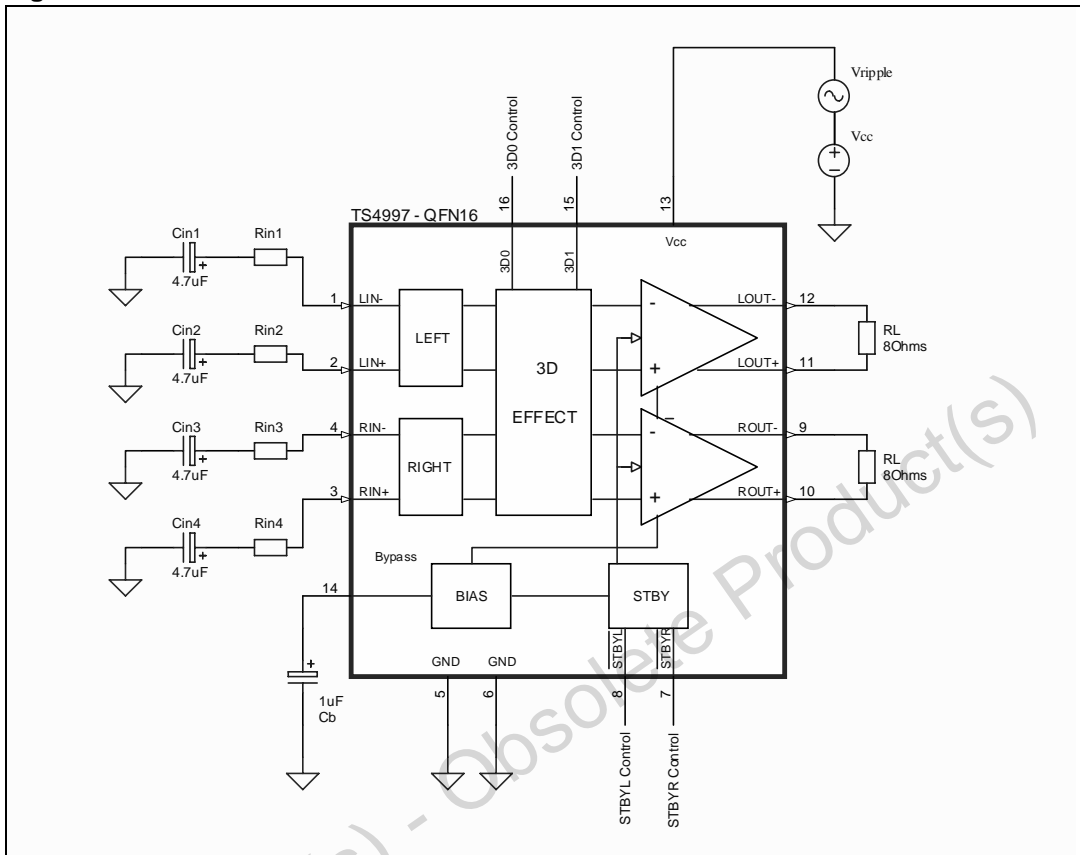 Vripple
Vcc
3D0 Control
3D1 Control
16
15
13
TS4997 - QFN16
Vcc
3D0
3D1
Cin1
Rin1
4.7uF
1
LIN-
Cin2
Rin2
4.7uF
2
LIN+
LEFT
Cin3
Rin3
4.7uF
4
RIN-
Cin4
Rin4
4.7uF
3
RIN+
RIGHT
3D
EFFECT
-
+
-
+
LOUT-
12
LOUT+
11
RL
8Ohms
ROUT-
9
ROUT+
10
RL
8Ohms
Bypass
14
BIAS
STBY
STBYL
STBYR
GND
GND
5
6
8
7
1uF
Cb
STBYL Control
STBYR Control
(s) - Obsolete Product(s)